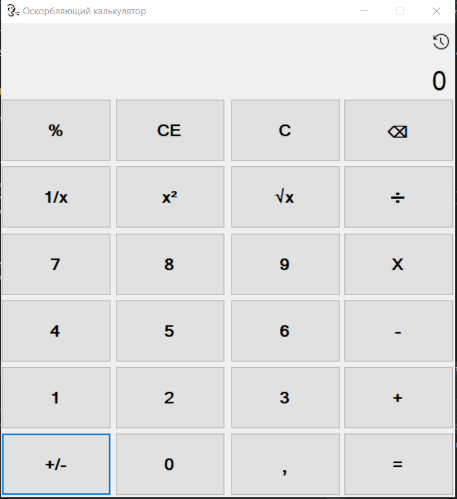 Оскорбляющий калькулятор
0
% CE C ⌫
1/x x² √x ÷
7 8 9 X
4 5 6 -
1 2 3 +
+/- 0 , =